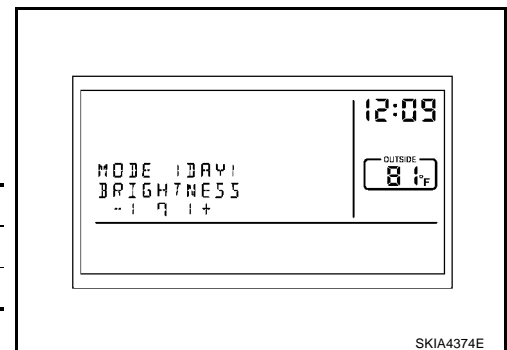 12:09
OUTSIDE
81°F
MODE |DAY|
BRIGHTNESS
-| 7 |+
SKIA4374E